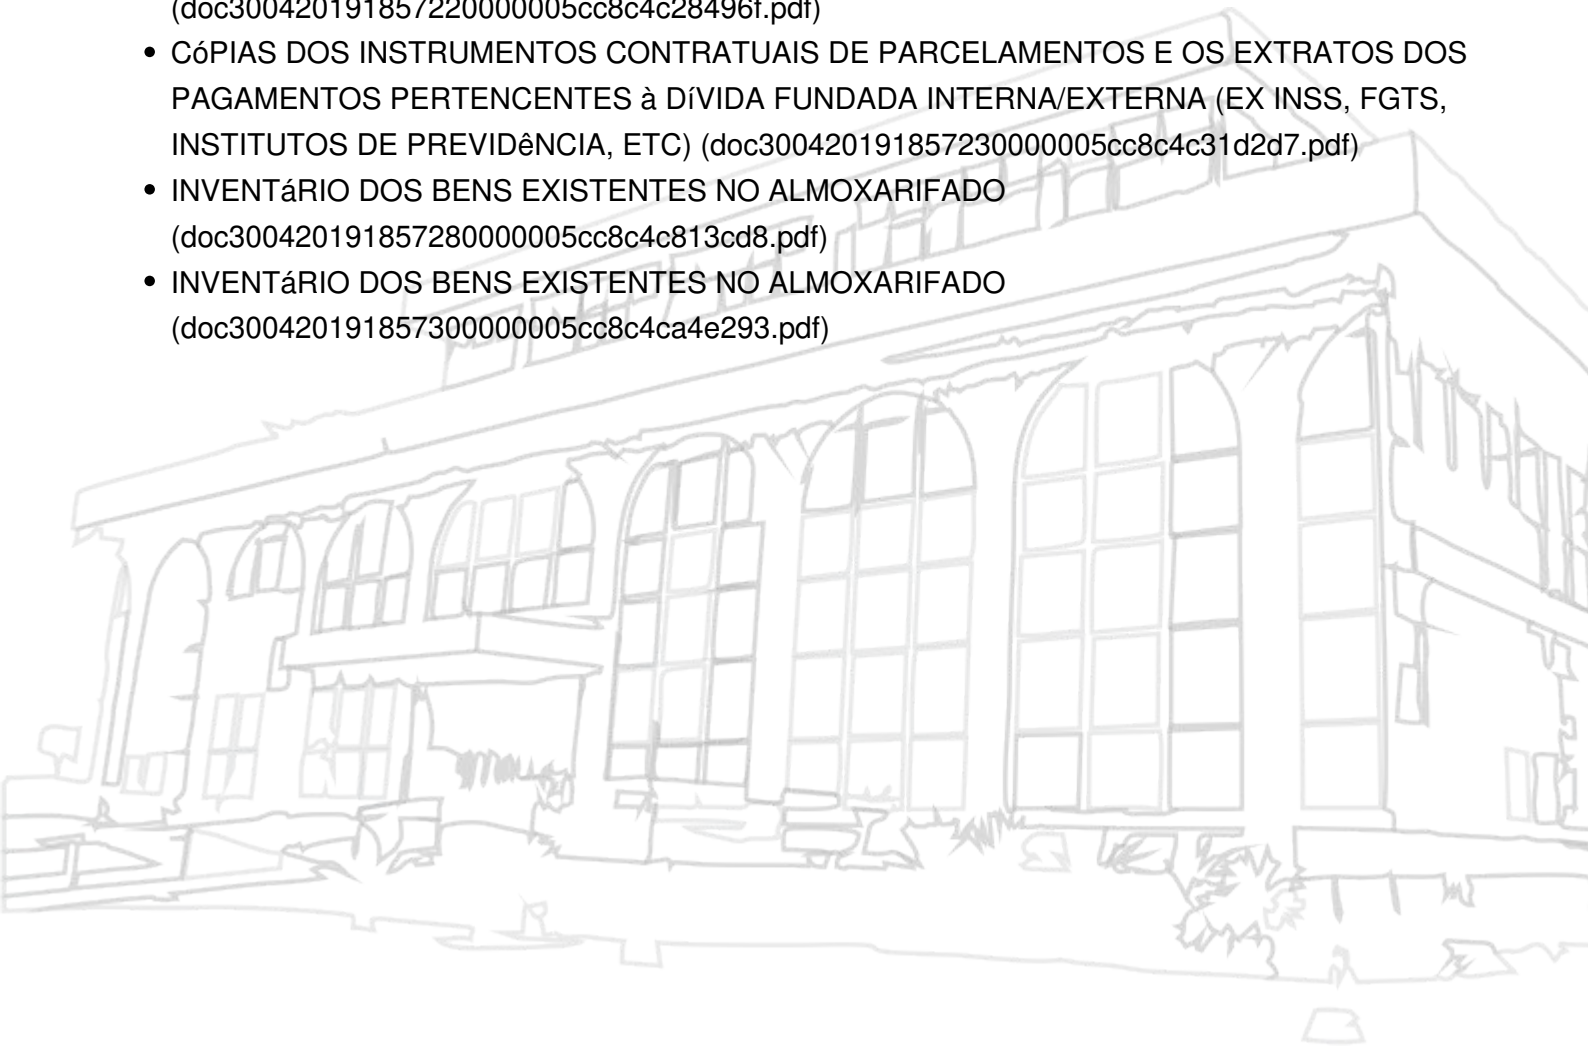 (doc300420191857220000005cc8c4c28496f.pdf)
• CóPIAS DOS INSTRUMENTOS CONTRATUAIS DE PARCELAMENTOS E OS EXTRATOS DOS
PAGAMENTOS PERTENCENTES à DíVIDA FUNDADA INTERNA/EXTERNA (EX INSS, FGTS,
INSTITUTOS DE PREVIDêNCIA, ETC) (doc300420191857230000005cc8c4c31d2d7.pdf)
• INVENTáRIO DOS BENS EXISTENTES NO ALMOXARIFADO
(doc300420191857280000005cc8c4c813cd8.pdf)
• INVENTáRIO DOS BENS EXISTENTES NO ALMOXARIFADO
(doc300420191857300000005cc8c4ca4e293.pdf)